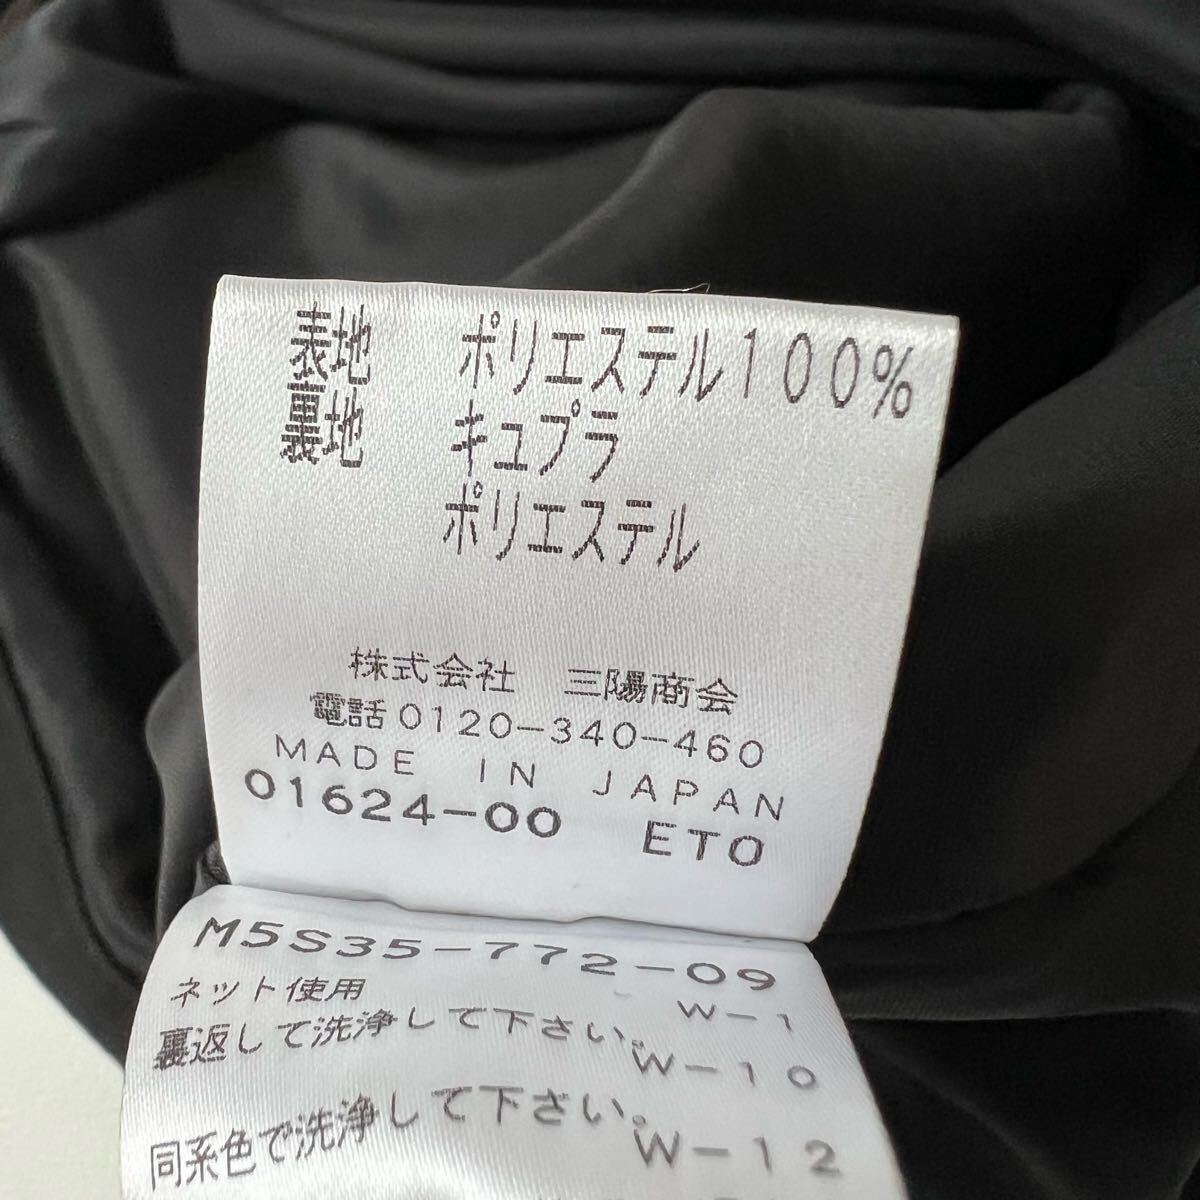 表地 ポリエステル100%
裏地 キュプラ
ポリエステル
株式会社 三陽商会
電話0120-340-460
MADE IN JAPAN
01624-00 ETO
M5S35-772-09
ネット使用 W-1
裏返して洗浄して下さい。W-10
同系色で洗浄して下さい。W-12